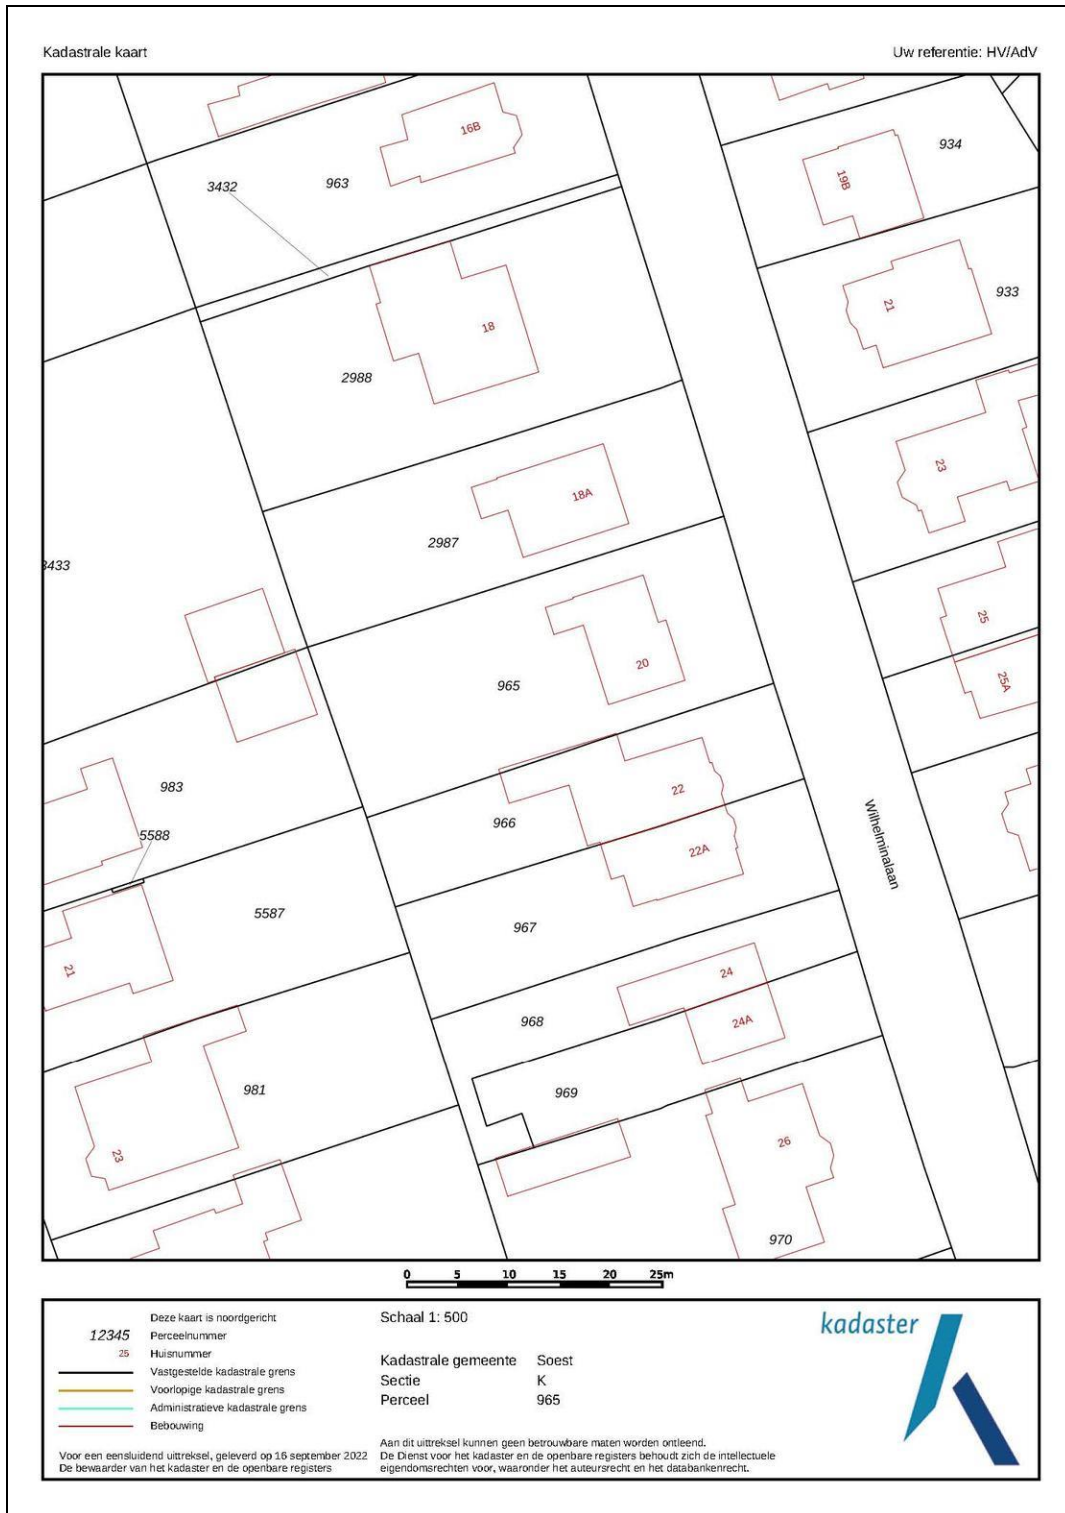 Kadastrale kaart
Uw referentie: HV/AdV
16B
934
19B
3432
963
933
21
18
2988
23
18A
2987
3433
25
20
965
25A
983
22
966
5588
22A
Wilhelminalaan
5587
967
21
24
968
24A
981
969
23
26
970
0 5 10 15 20 25m
Deze kaart is noordgericht
12345 Perceelnummer
25 Huisnummer
Vastgestelde kadastrale grens
Voorlopige kadastrale grens
Administratieve kadastrale grens
Bebouwing
Voor een eensluidend uittreksel, geleverd op 16 september 2022
De bewaarder van het kadaster en de openbare registers
Schaal 1: 500
Kadastrale gemeente Soest
Sectie K
Perceel 965
Aan dit uittreksel kunnen geen betrouwbare maten worden ontleend.
De Dienst voor het kadaster en de openbare registers behoudt zich de intellectuele
eigendomsrechten voor, waaronder het auteursrecht en het databankenrecht.
kadaster